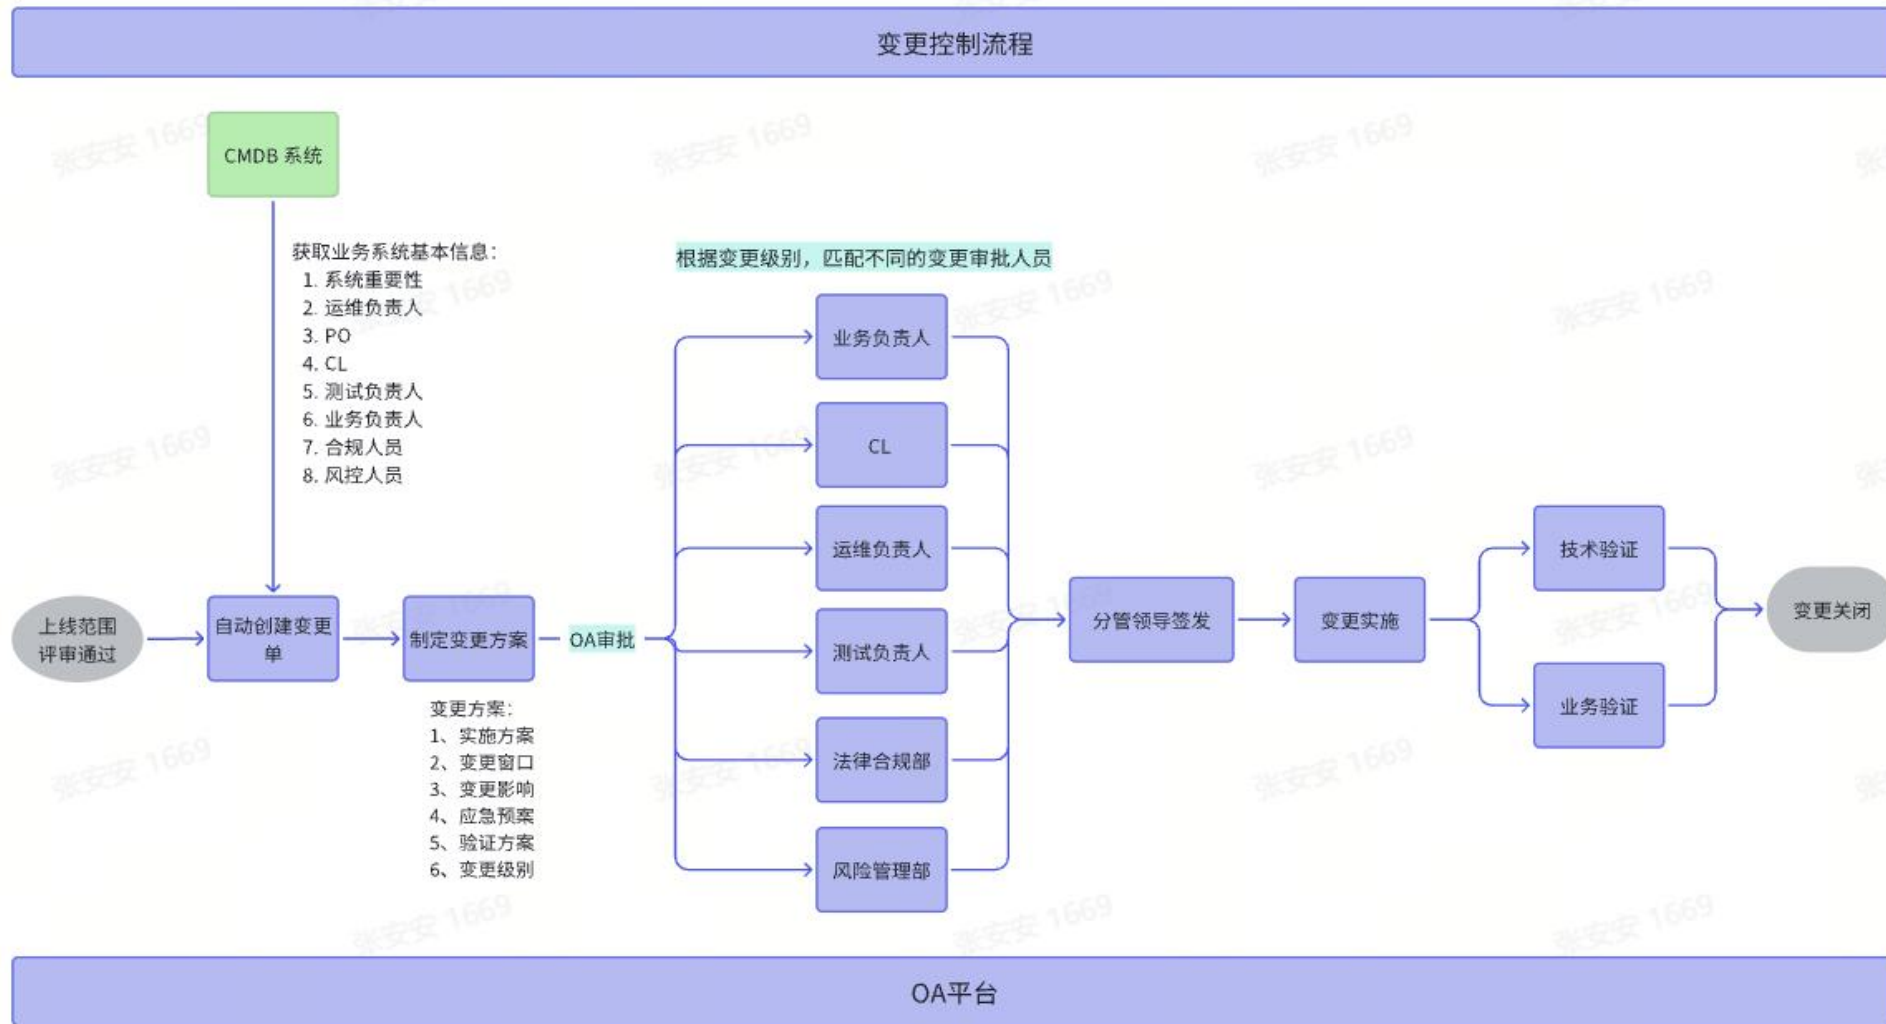 变更控制流程
CMDB 系统
获取业务系统基本信息：
1. 系统重要性
2. 运维负责人
3. PO
4. CL
5. 测试负责人
6. 业务负责人
7. 合规人员
8. 风控人员
上线范围
评审通过
自动创建变更
单
制定变更方案
变更方案：
1、实施方案
2、变更窗口
3、变更影响
4、应急预案
5、验证方案
6、变更级别
OA审批
根据变更级别，匹配不同的变更审批人员
业务负责人
CL
运维负责人
测试负责人
法律合规部
风险管理部
分管领导签发
变更实施
技术验证
业务验证
变更关闭
OA平台
张安安 1669